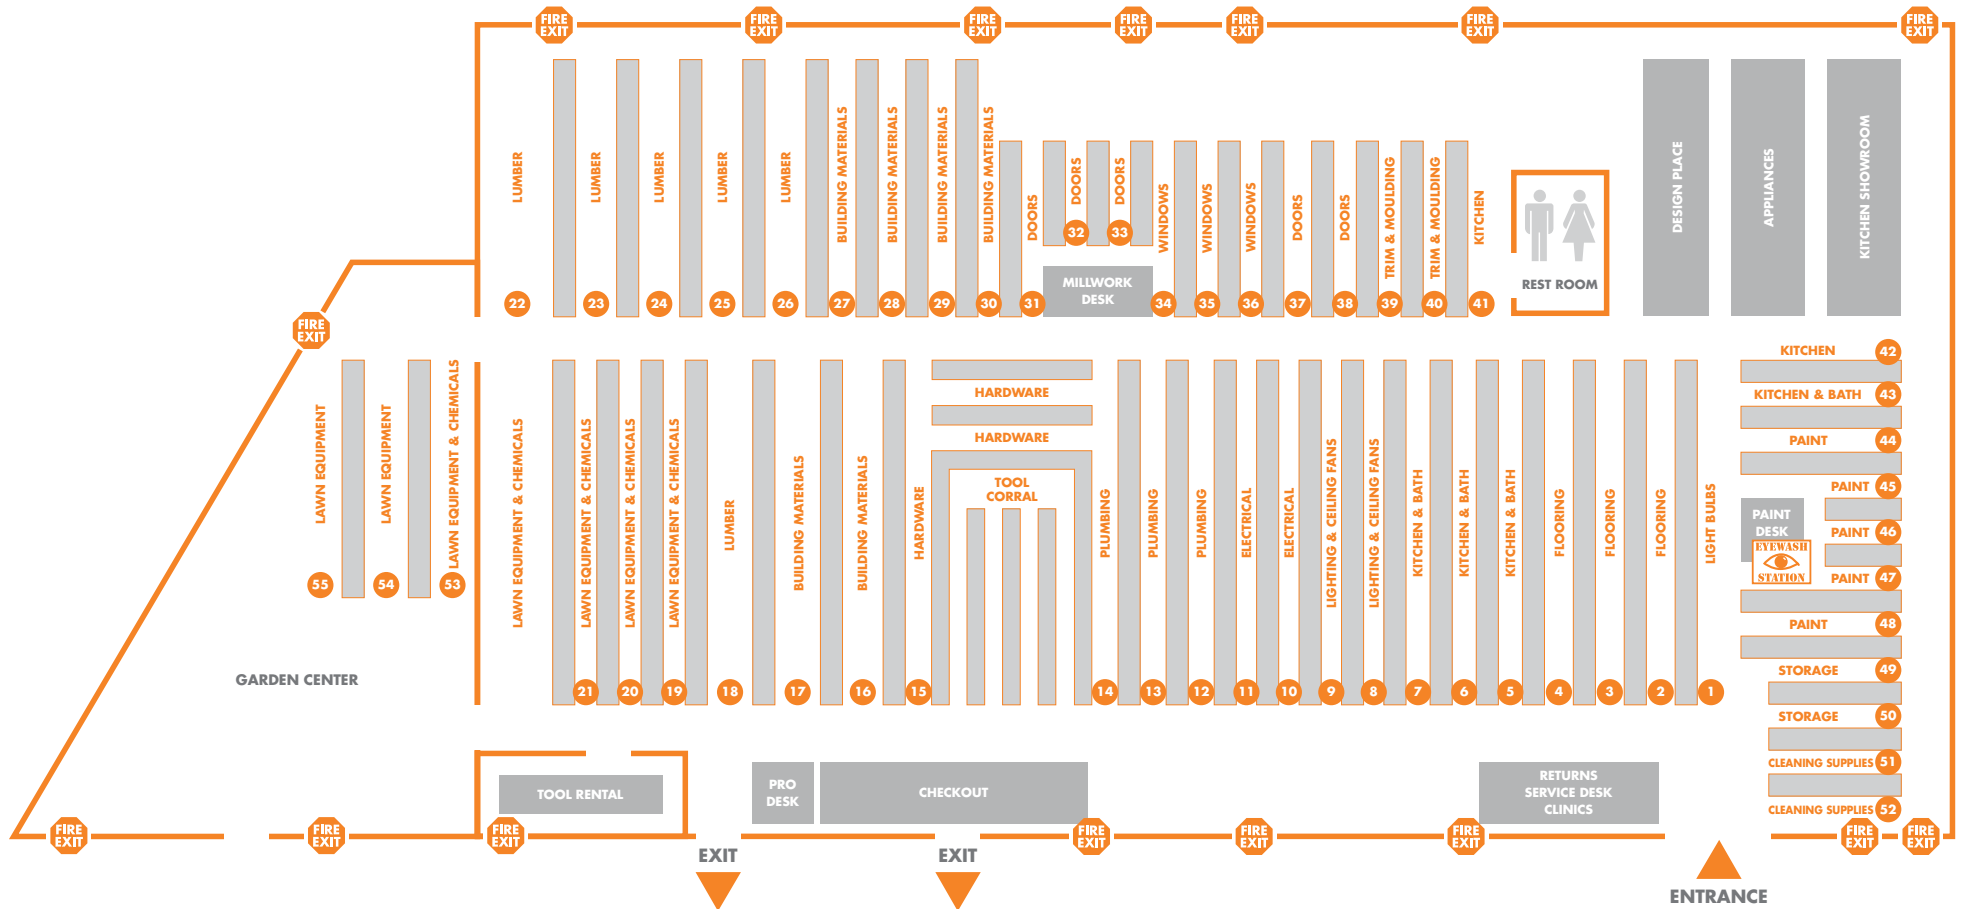 FIRE
EXIT
FIRE
EXIT
FIRE
EXIT
FIRE
EXIT
FIRE
EXIT
FIRE
EXIT
FIRE
EXIT
LUMBER
22
LUMBER
23
LUMBER
24
LUMBER
25
LUMBER
26
BUILDING MATERIALS
27
BUILDING MATERIALS
28
BUILDING MATERIALS
29
BUILDING MATERIALS
30
DOORS
31
DOORS
32
DOORS
33
MILLWORK
DESK
WINDOWS
34
WINDOWS
35
WINDOWS
36
DOORS
37
DOORS
38
TRIM & MOULDING
39
TRIM & MOULDING
40
KITCHEN
41
REST ROOM
DESIGN PLACE
APPLIANCES
KITCHEN SHOWROOM
FIRE
EXIT
LAWN EQUIPMENT
55
LAWN EQUIPMENT
54
LAWN EQUIPMENT & CHEMICALS
53
GARDEN CENTER
LAWN EQUIPMENT & CHEMICALS
LAWN EQUIPMENT & CHEMICALS
21
LAWN EQUIPMENT & CHEMICALS
20
LAWN EQUIPMENT & CHEMICALS
19
LUMBER
18
BUILDING MATERIALS
17
BUILDING MATERIALS
16
HARDWARE
15
HARDWARE
HARDWARE
TOOL
CORRAL
PLUMBING
14
PLUMBING
13
PLUMBING
12
ELECTRICAL
11
ELECTRICAL
10
LIGHTING & CEILING FANS
9
LIGHTING & CEILING FANS
8
KITCHEN & BATH
7
KITCHEN & BATH
6
KITCHEN & BATH
5
FLOORING
4
FLOORING
3
FLOORING
2
LIGHT BULBS
1
KITCHEN 42
KITCHEN & BATH 43
PAINT 44
PAINT 45
PAINT
DESK
PAINT 46
EYEWASH
STATION
PAINT 47
PAINT 48
STORAGE 49
STORAGE 50
CLEANING SUPPLIES 51
CLEANING SUPPLIES 52
TOOL RENTAL
PRO
DESK
CHECKOUT
RETURNS
SERVICE DESK
CLINICS
FIRE
EXIT
FIRE
EXIT
FIRE
EXIT
FIRE
EXIT
FIRE
EXIT
FIRE
EXIT
FIRE
EXIT
FIRE
EXIT
EXIT
EXIT
ENTRANCE